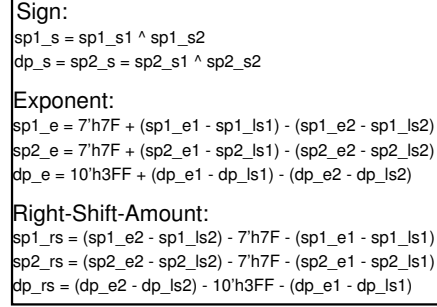 Sign:
sp1_s = sp1_s1 ^ sp1_s2
dp_s = sp2_s = sp2_s1 ^ sp2_s2
Exponent:
sp1_e = 7'h7F + (sp1_e1 - sp1_ls1) - (sp1_e2 - sp1_ls2)
sp2_e = 7'h7F + (sp2_e1 - sp2_ls1) - (sp2_e2 - sp2_ls2)
dp_e = 10'h3FF + (dp_e1 - dp_ls1) - (dp_e2 - dp_ls2)
Right-Shift-Amount:
sp1_rs = (sp1_e2 - sp1_ls2) - 7'h7F - (sp1_e1 - sp1_ls1)
sp2_rs = (sp2_e2 - sp2_ls2) - 7'h7F - (sp2_e1 - sp2_ls1)
dp_rs = (dp_e2 - dp_ls2) - 10'h3FF - (dp_e1 - dp_ls1)